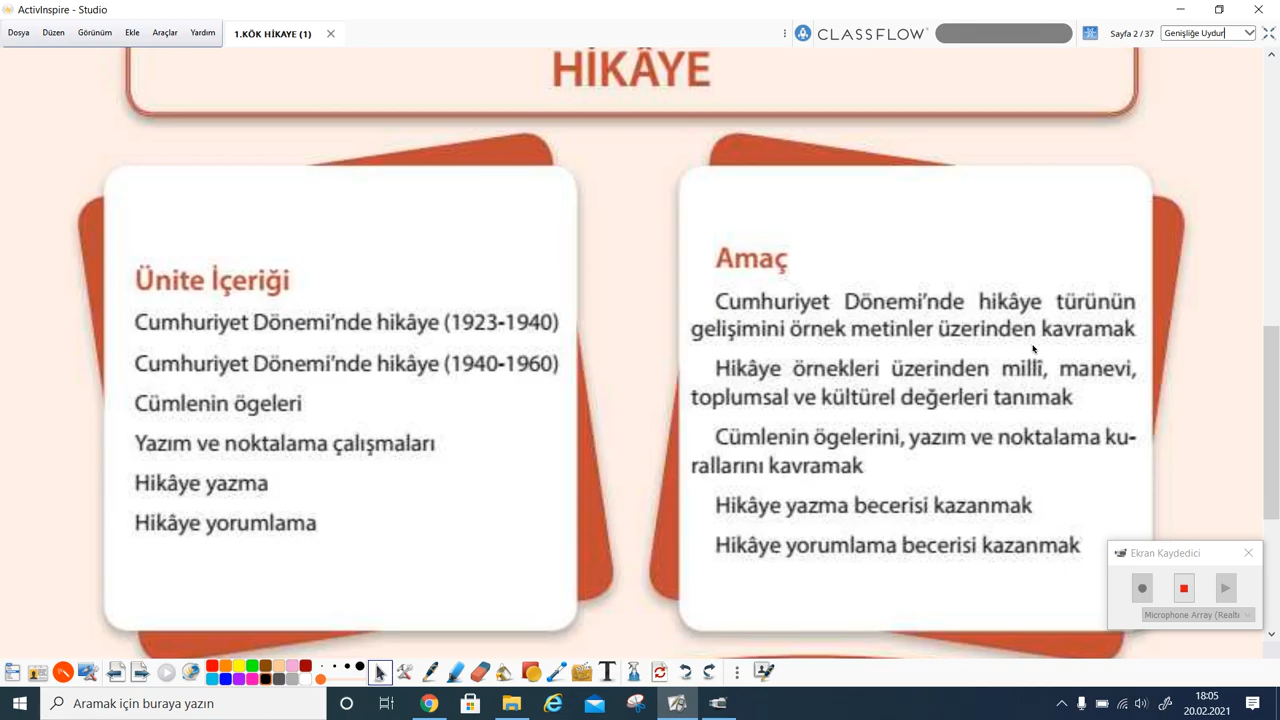 ActivInspire - Studio
Dosya Düzen Görünüm Ekle Araçlar Yardım
1.KÖK HİKAYE (1)
CLASSFLOW
Sayfa 2 / 37
Genişliğe Uydur
HİKÂYE
Ünite İçeriği
Cumhuriyet Dönemi’nde hikâye (1923-1940)
Cumhuriyet Dönemi’nde hikâye (1940-1960)
Cümlenin ögeleri
Yazım ve noktalama çalışmaları
Hikâye yazma
Hikâye yorumlama
Amaç
Cumhuriyet Dönemi’nde hikâye türünün
gelişimini örnek metinler üzerinden kavramak
Hikâye örnekleri üzerinden millî, manevi,
toplumsal ve kültürel değerleri tanımak
Cümlenin ögelerini, yazım ve noktalama ku-
rallarını kavramak
Hikâye yazma becerisi kazanmak
Hikâye yorumlama becerisi kazanmak
Ekran Kaydedici
Microphone Array (Realte
Aramak için buraya yazın
18:05
20.02.2021